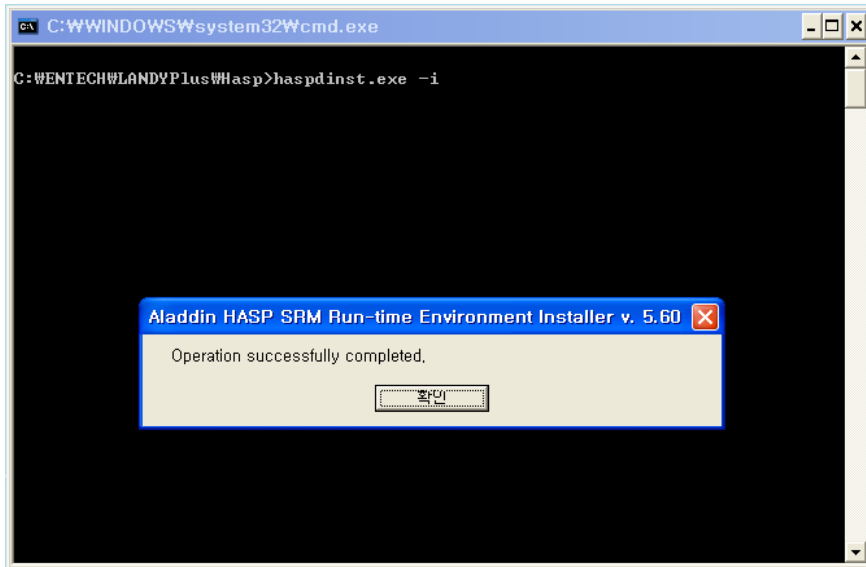 C:₩WINDOWS₩system32₩cmd.exe
C:₩ENTECH₩LANDYPlus₩Hasp>haspdinst.exe -i
Aladdin HASP SRM Run-time Environment Installer v. 5.60
Operation successfully completed,
확인